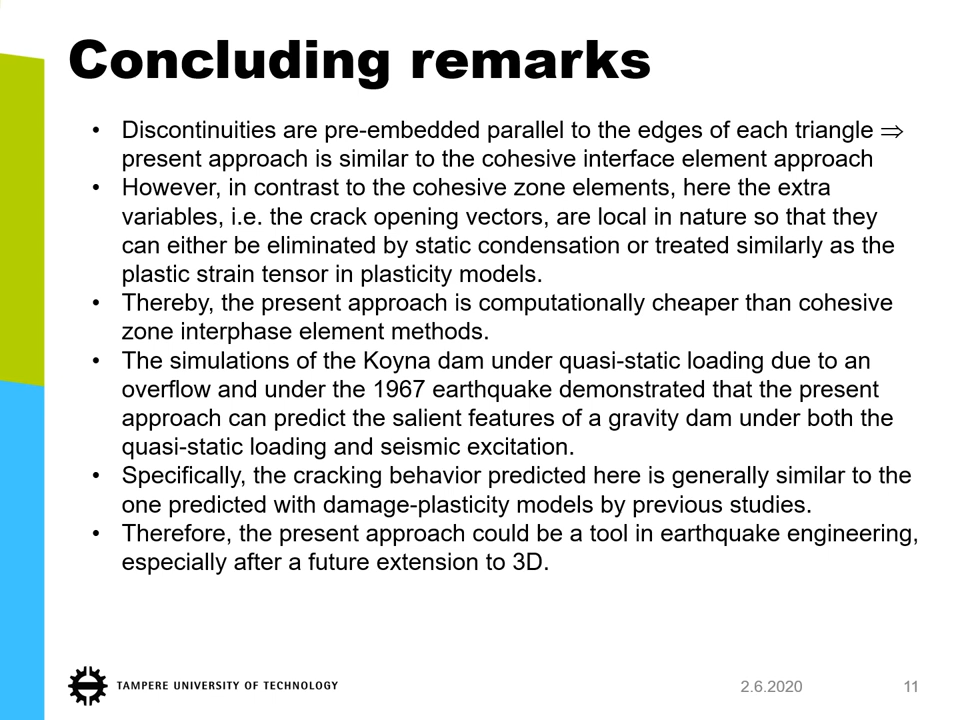 Concluding remarks
• Discontinuities are pre-embedded parallel to the edges of each triangle ⇒
present approach is similar to the cohesive interface element approach
• However, in contrast to the cohesive zone elements, here the extra
variables, i.e. the crack opening vectors, are local in nature so that they
can either be eliminated by static condensation or treated similarly as the
plastic strain tensor in plasticity models.
• Thereby, the present approach is computationally cheaper than cohesive
zone interphase element methods.
• The simulations of the Koyna dam under quasi-static loading due to an
overflow and under the 1967 earthquake demonstrated that the present
approach can predict the salient features of a gravity dam under both the
quasi-static loading and seismic excitation.
• Specifically, the cracking behavior predicted here is generally similar to the
one predicted with damage-plasticity models by previous studies.
• Therefore, the present approach could be a tool in earthquake engineering,
especially after a future extension to 3D.
TAMPERE UNIVERSITY OF TECHNOLOGY
2.6.2020
11